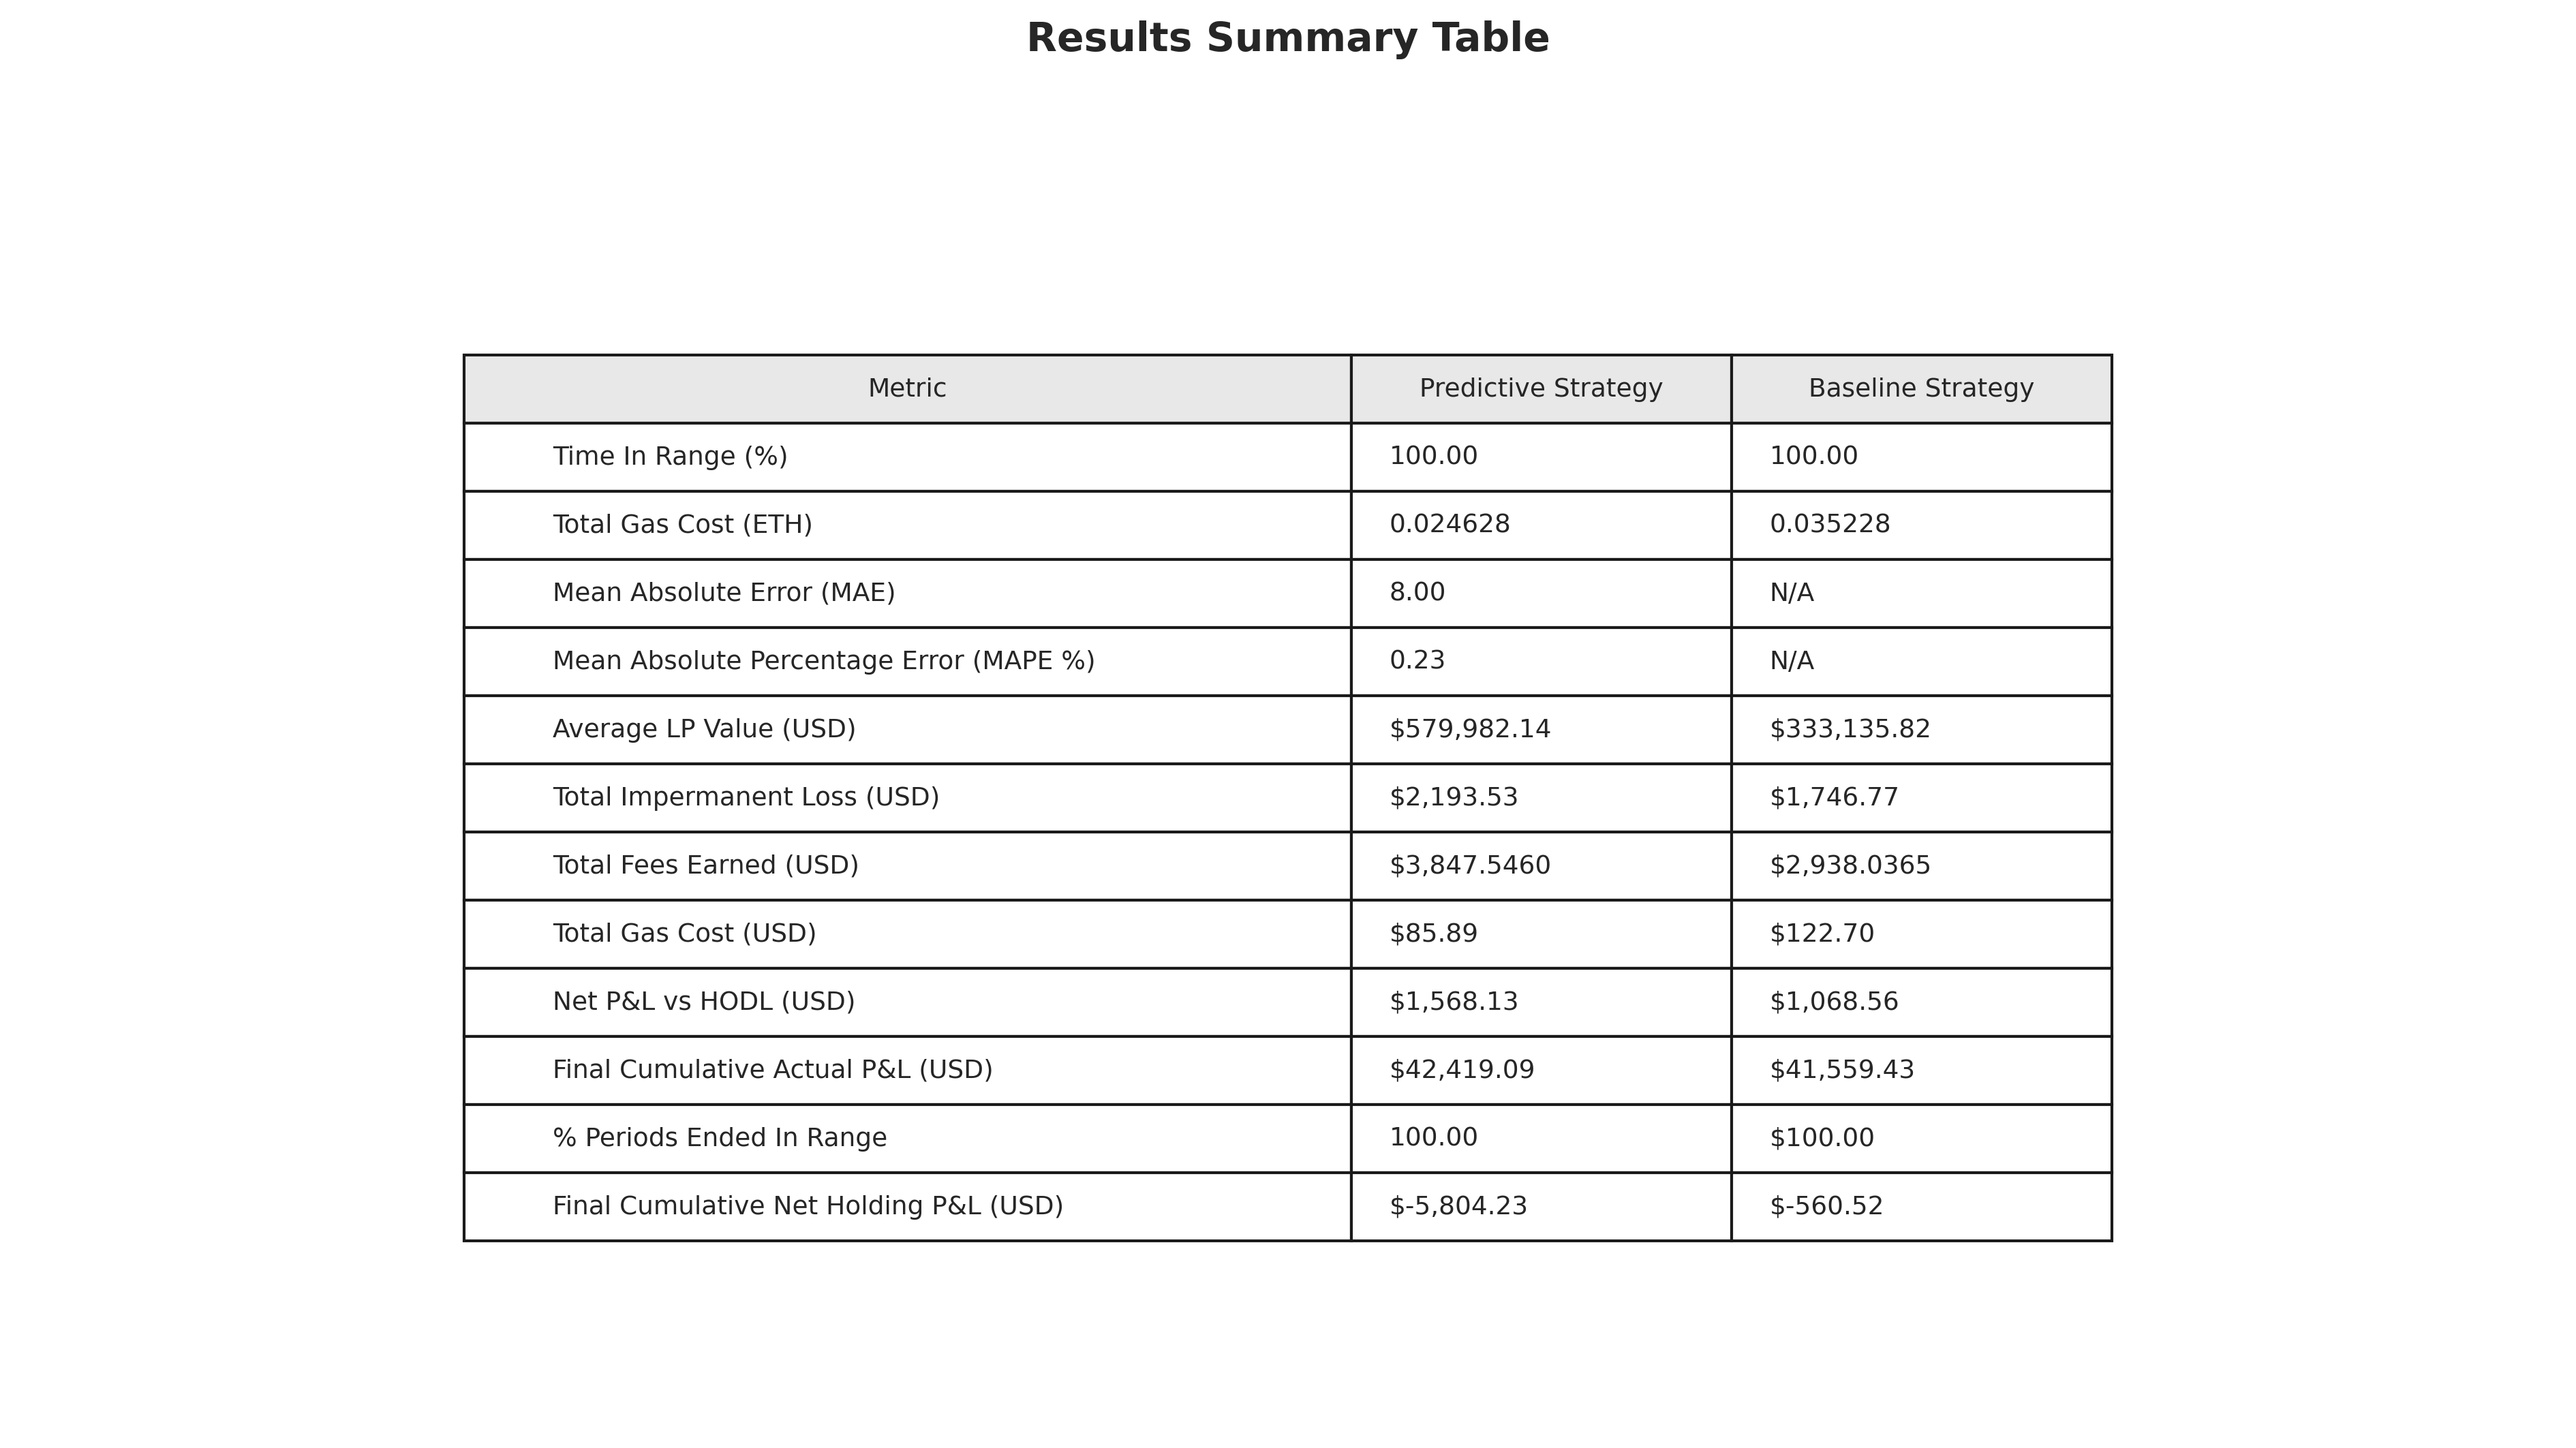 Results Summary Table
Metric Predictive Strategy Baseline Strategy
Time In Range (%) 100.00 100.00
Total Gas Cost (ETH) 0.024628 0.035228
Mean Absolute Error (MAE) 8.00 N/A
Mean Absolute Percentage Error (MAPE %) 0.23 N/A
Average LP Value (USD) $579,982.14 $333,135.82
Total Impermanent Loss (USD) $2,193.53 $1,746.77
Total Fees Earned (USD) $3,847.5460 $2,938.0365
Total Gas Cost (USD) $85.89 $122.70
Net P&L vs HODL (USD) $1,568.13 $1,068.56
Final Cumulative Actual P&L (USD) $42,419.09 $41,559.43
% Periods Ended In Range 100.00 $100.00
Final Cumulative Net Holding P&L (USD) $-5,804.23 $-560.52